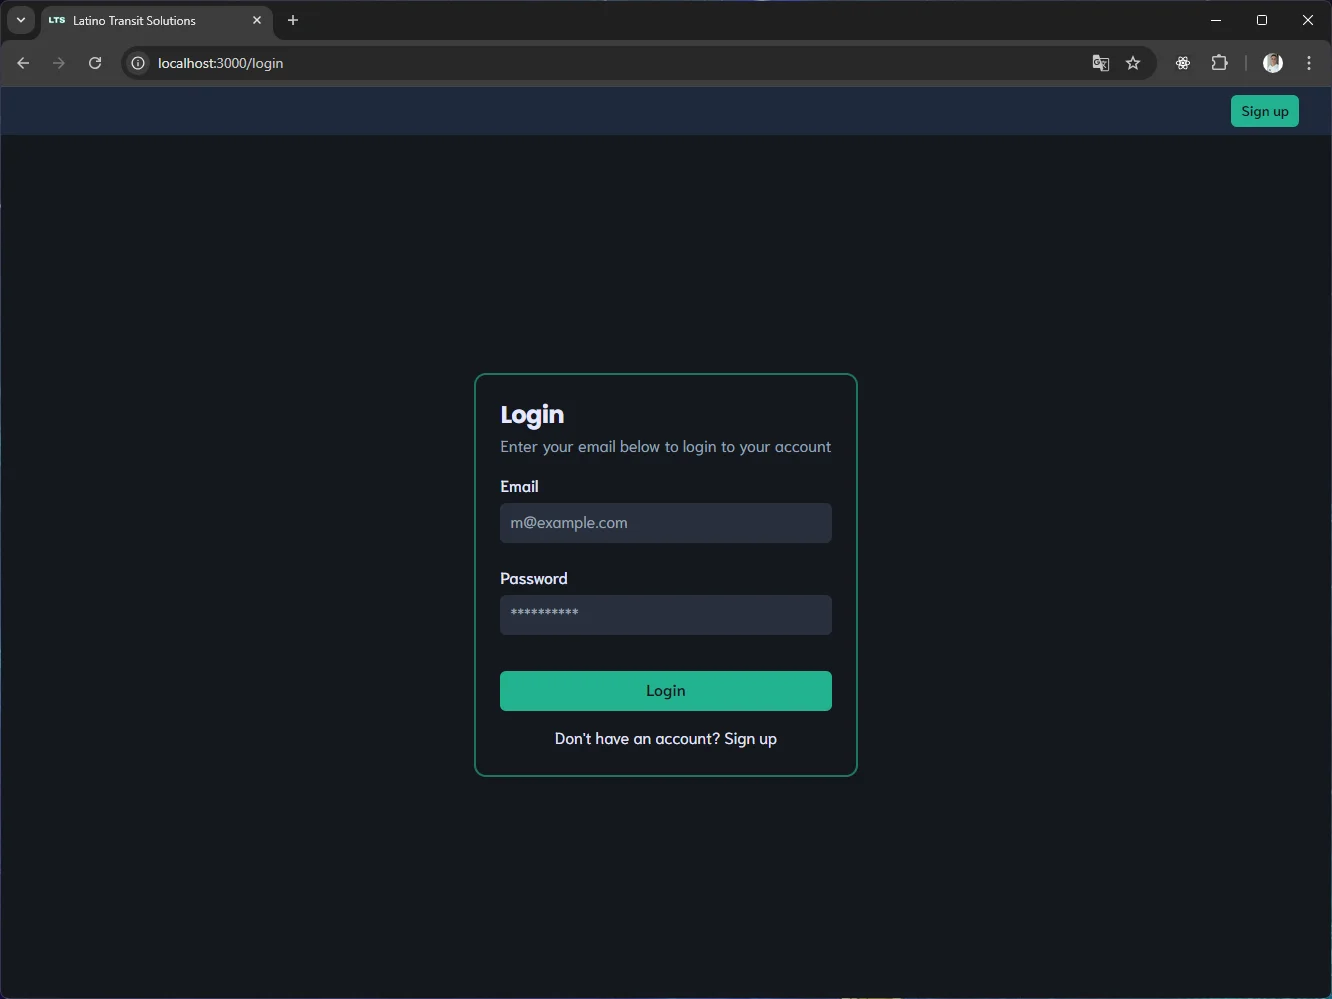 LTS Latino Transit Solutions
localhost:3000/login
Sign up
Login
Enter your email below to login to your account
Email
m@example.com
Password
**********
Login
Don't have an account? Sign up